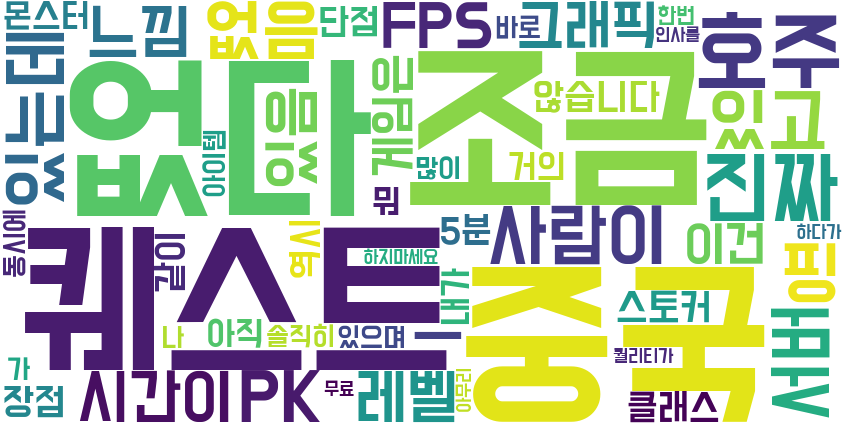 몬스터
느낌
없음
단점
FPS
바로
그래픽
한번
인사를
호주
있는데
없다
있음
게임은
조금
않습니다
있고
아이템
많이
거의
진짜
뭐
동시에
같이
역시
5분
사람이
이건
하다가
핑
퀘스트
하지마세요
내가
중국
스토커
서버
나
아직
솔직히
있으며
ㅡ
퀄리티가
가
장점
시간이
PK
무료
레벨
아무리
클래스